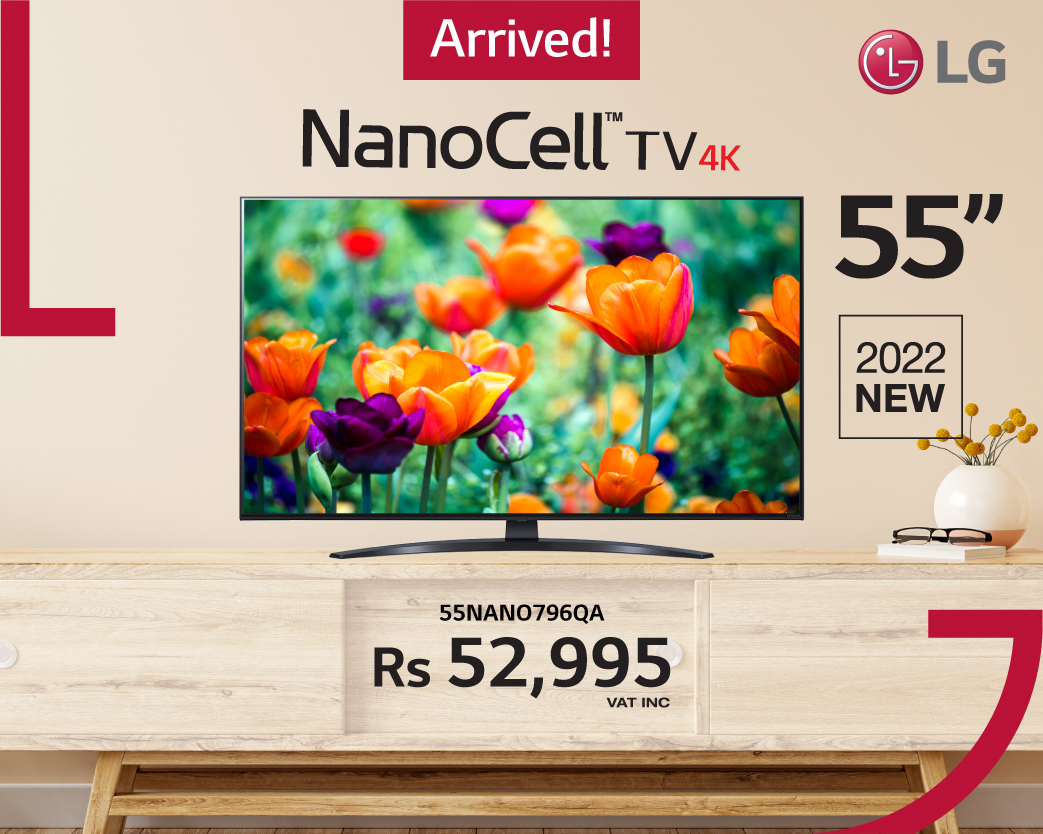 Arrived!
LG
NanoCell™ TV 4K
55”
2022
NEW
55NANO796QA
Rs 52,995
VAT INC